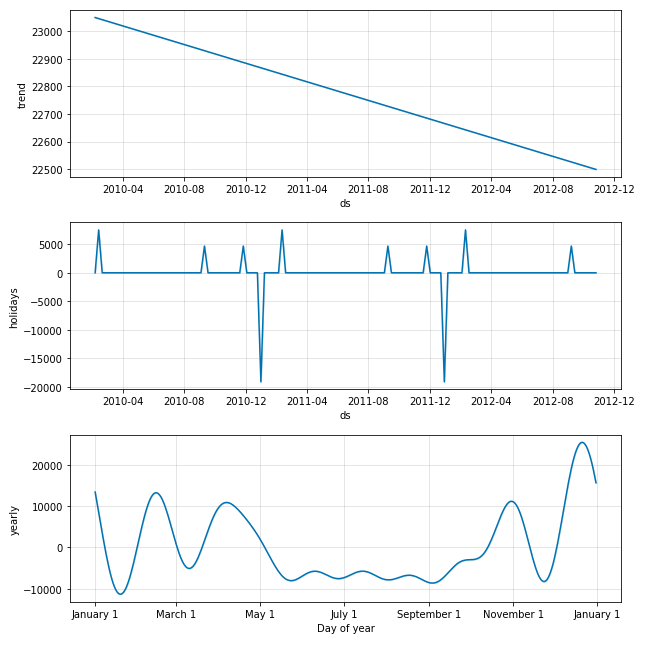 23000
22900
22800
22700
22600
22500
trend
2010-04 2010-08 2010-12 2011-04 2011-08 2011-12 2012-04 2012-08 2012-12
ds
5000
0
−5000
−10000
−15000
−20000
holidays
2010-04 2010-08 2010-12 2011-04 2011-08 2011-12 2012-04 2012-08 2012-12
ds
20000
10000
0
−10000
yearly
January 1 March 1 May 1 July 1 September 1 November 1 January 1
Day of year